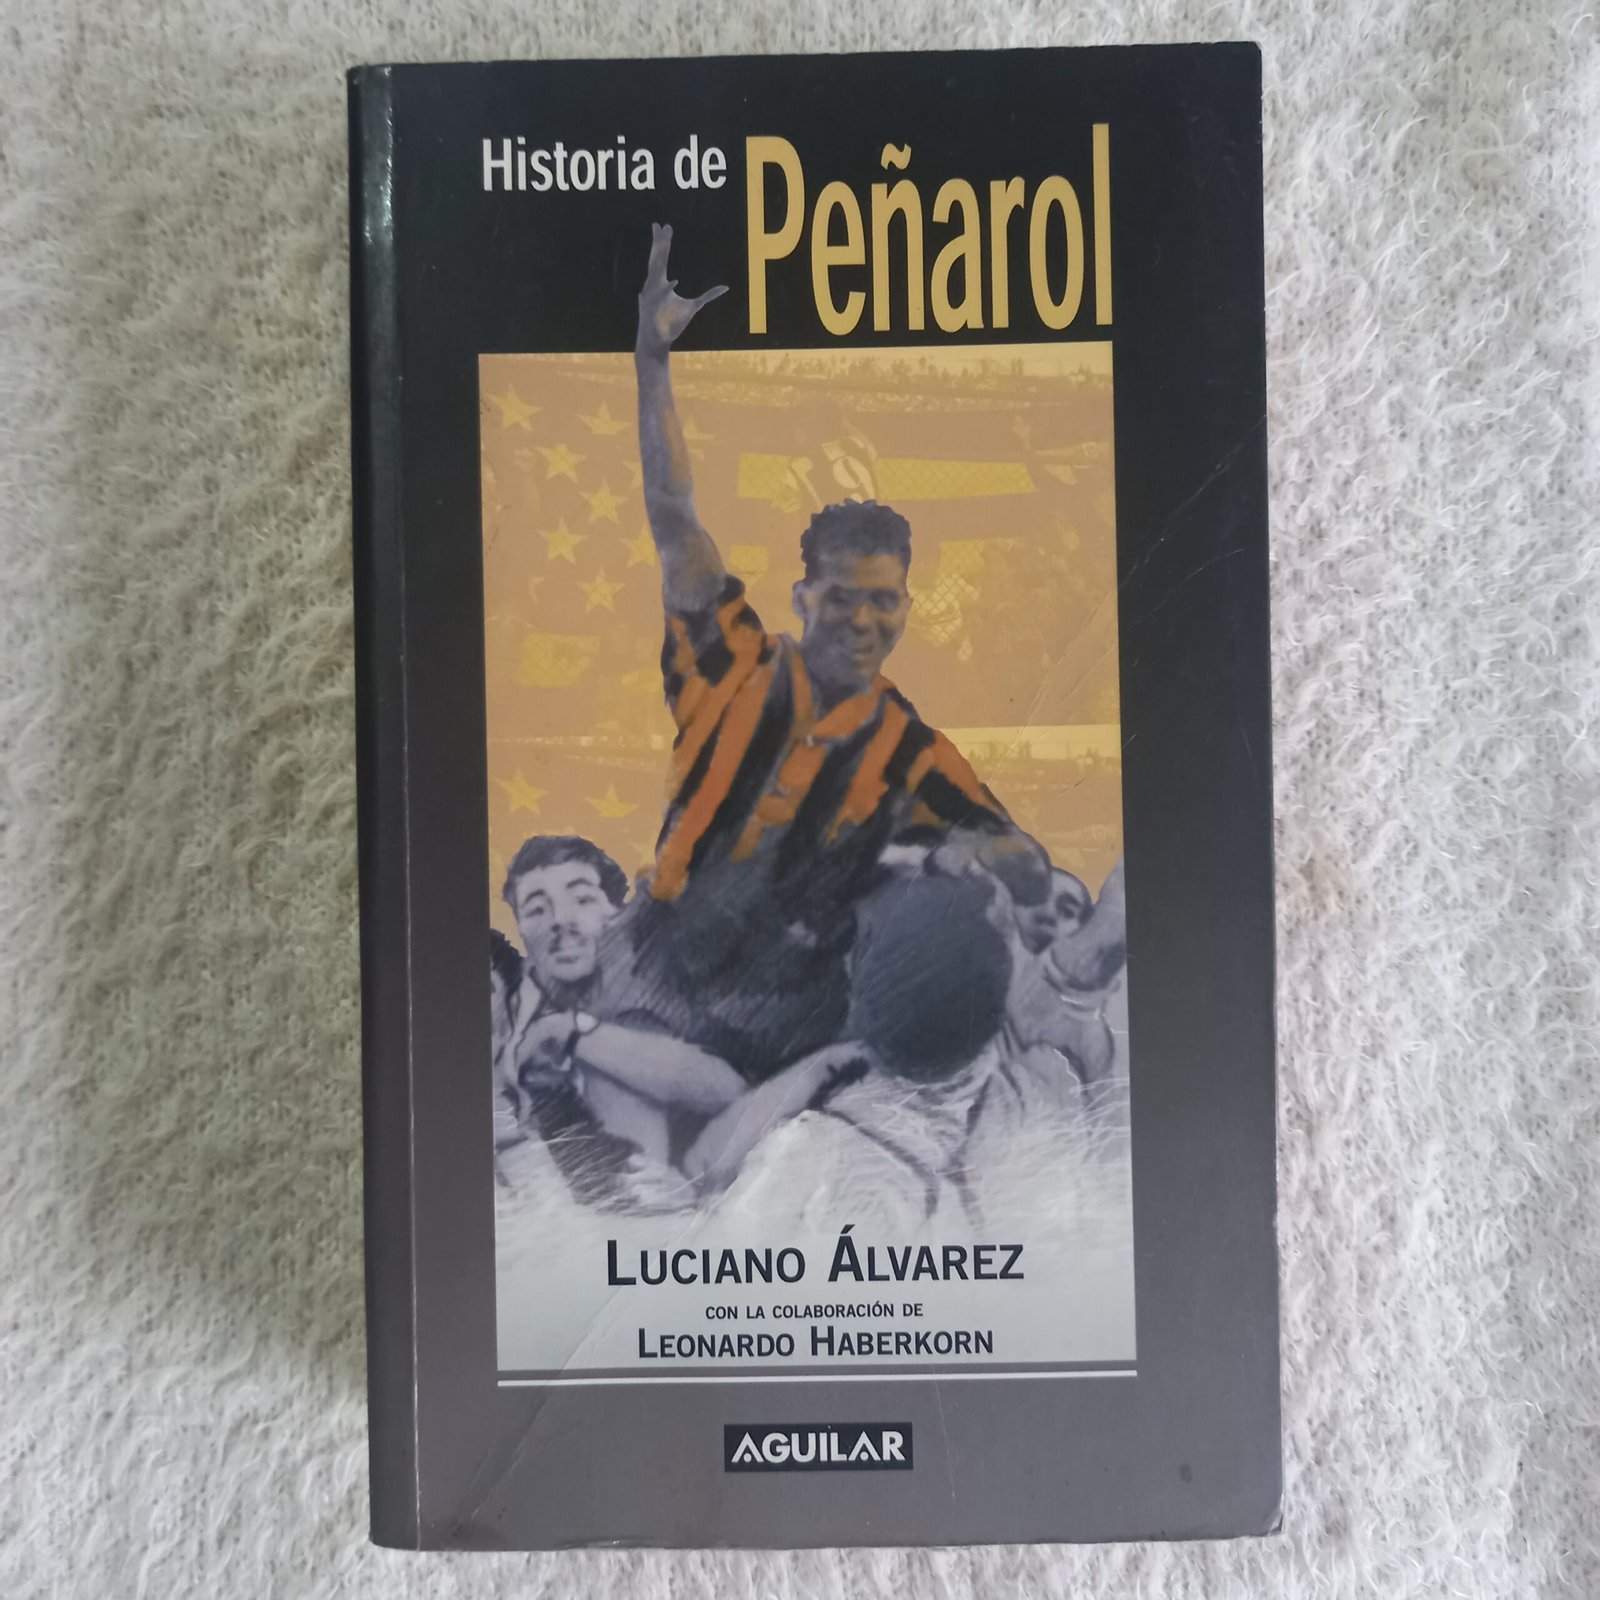 Historia de Peñarol
LUCIANO ÁLVAREZ
CON LA COLABORACIÓN DE
LEONARDO HABERKORN
AGUILAR